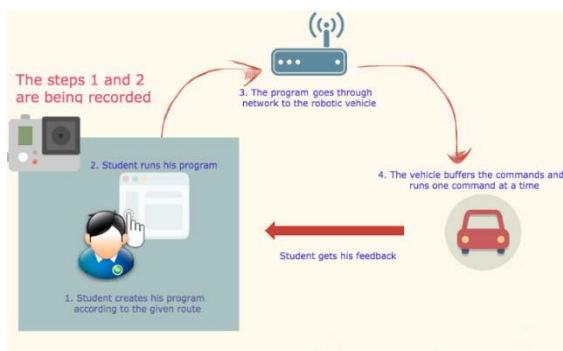 The steps 1 and 2
are being recorded
3. The program goes through
network to the robotic vehicle
2. Student runs his program
4. The vehicle buffers the commands and
runs one command at a time
Student gets his feedback
1. Student creates his program
according to the given route